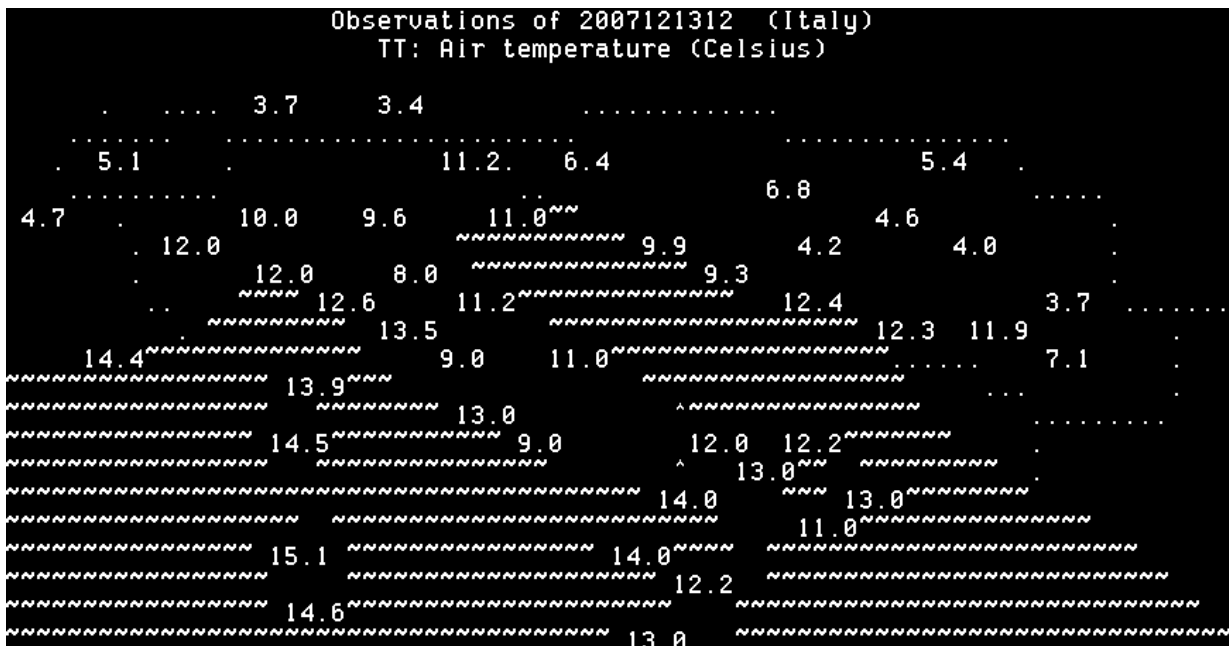 Observations of 2007121312 (Italy)
TT: Air temperature (Celsius)
3.7 3.4
5.1 11.2 6.4 5.4
6.8
4.7 10.0 9.6 11.0 4.6
12.0 9.9 4.2 4.0
12.0 8.0 9.3
12.6 11.2 12.4 3.7
13.5 12.3 11.9
14.4 9.0 11.0 7.1
13.9
13.0
14.5 9.0 12.0 12.2
13.0
14.0 13.0
11.0
15.1 14.0
12.2
14.6
13.0